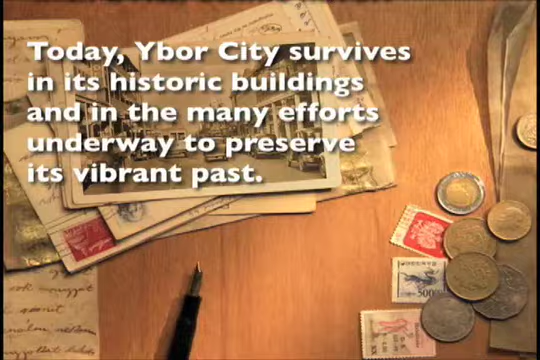 Today, Ybor City survives
in its historic buildings
and in the many efforts
underway to preserve
its vibrant past.
500